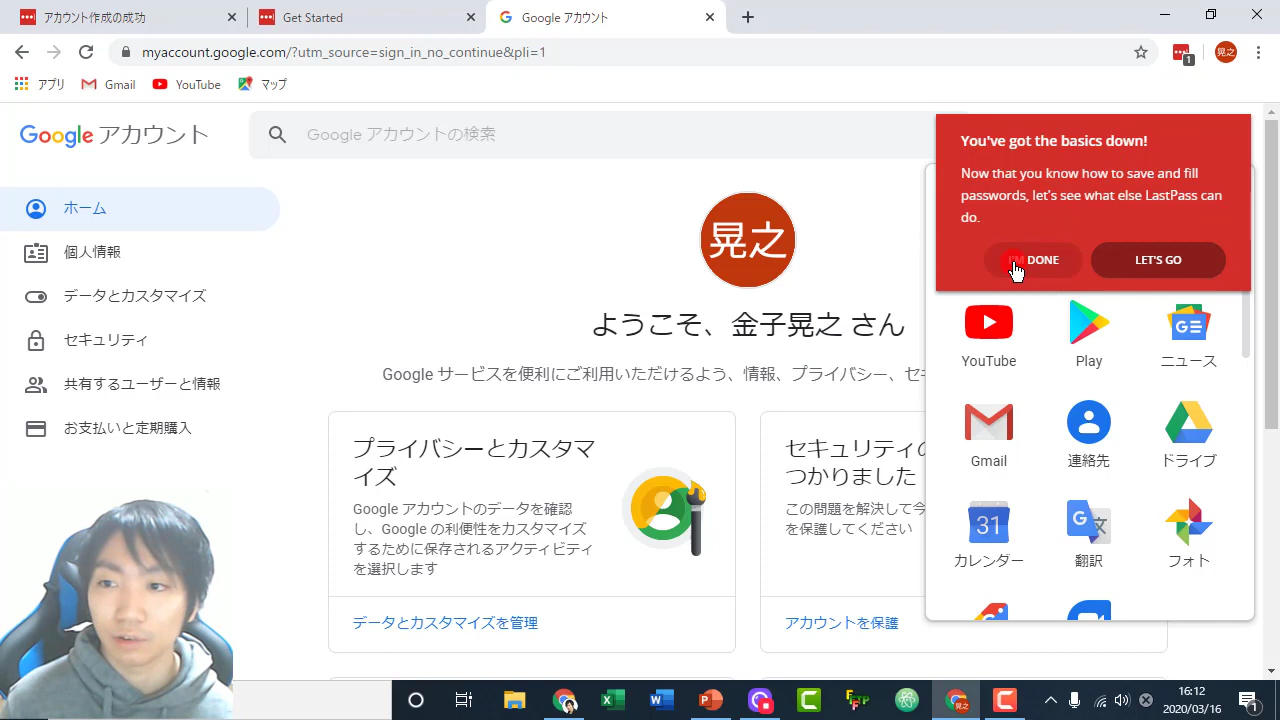 アカウント作成の成功
Get Started
Google アカウント
myaccount.google.com/?utm_source=sign_in_no_continue&pli=1
1
晃之
アプリ
Gmail
YouTube
マップ
Google アカウント
Google アカウントの検索
ホーム
個人情報
データとカスタマイズ
セキュリティ
共有するユーザーと情報
お支払いと定期購入
晃之
ようこそ、金子晃之 さん
Google サービスを便利にご利用いただけるよう、情報、プライバシー、セキ
プライバシーとカスタマ
イズ
Google アカウントのデータを確認
し、Google の利便性をカスタマイズ
するために保存されるアクティビティ
を選択します
データとカスタマイズを管理
セキュリティの
つかりました
この問題を解決して今
を保護してください
アカウントを保護
You've got the basics down!
Now that you know how to save and fill
passwords, let's see what else LastPass can
do.
I'M DONE
LET'S GO
YouTube
Play
ニュース
Gmail
連絡先
ドライブ
31
カレンダー
翻訳
フォト
16:12
2020/03/16
1